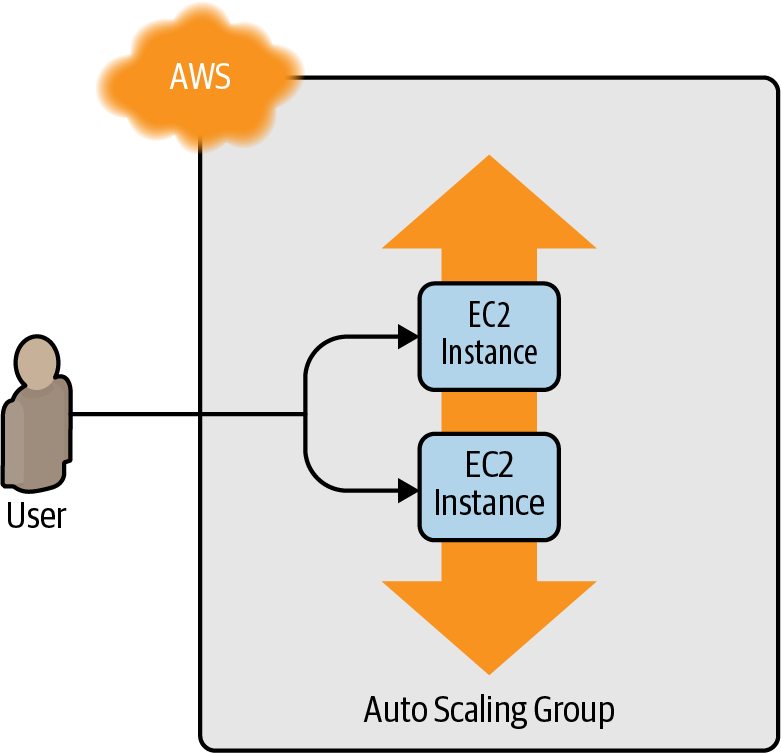 AWS
EC2
Instance
EC2
Instance
User
Auto Scaling Group